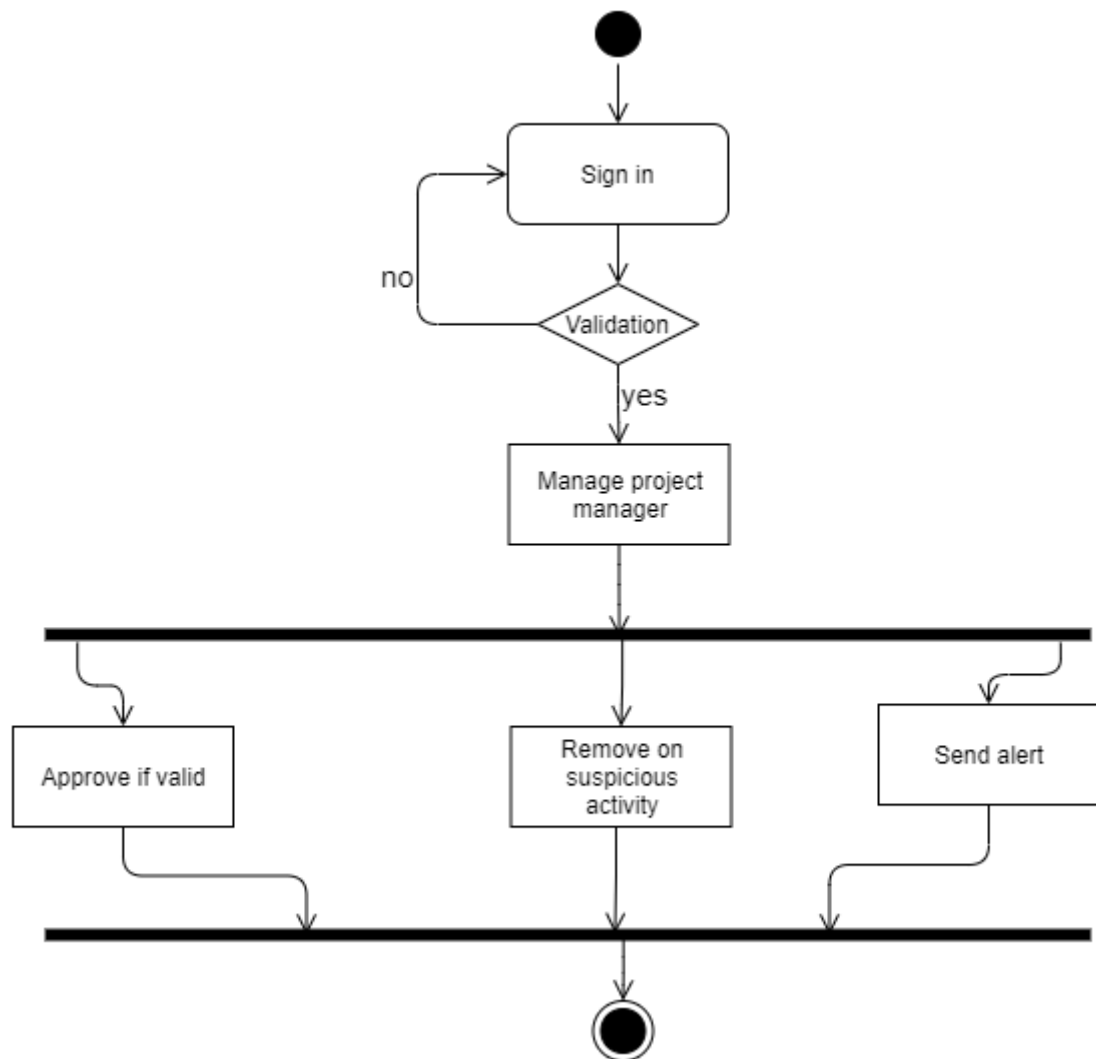 Sign in
no
Validation
yes
Manage project
manager
Approve if valid
Remove on
suspicious
activity
Send alert